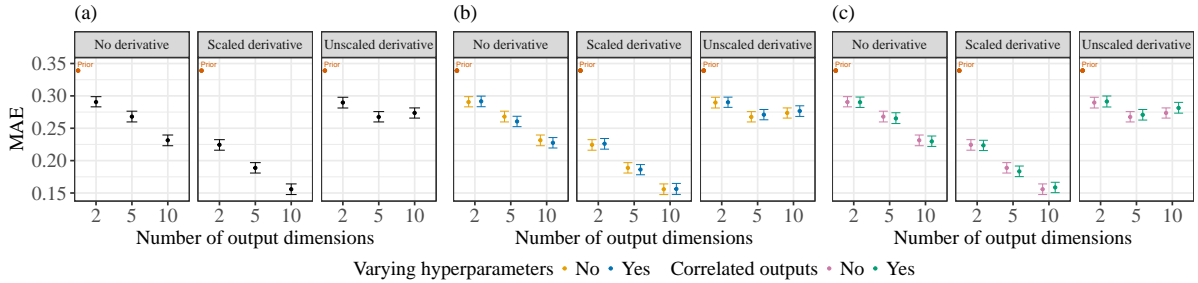 (a) (b) (c)
No derivative Scaled derivative Unscaled derivative No derivative Scaled derivative Unscaled derivative No derivative Scaled derivative Unscaled derivative
Prior Prior Prior Prior Prior Prior Prior Prior Prior
0.35
0.30
0.25
0.20
0.15
MAE
2 5 10 2 5 10 2 5 10 2 5 10 2 5 10 2 5 10 2 5 10 2 5 10 2 5 10
Number of output dimensions Number of output dimensions Number of output dimensions
Varying hyperparameters No Yes Correlated outputs No Yes